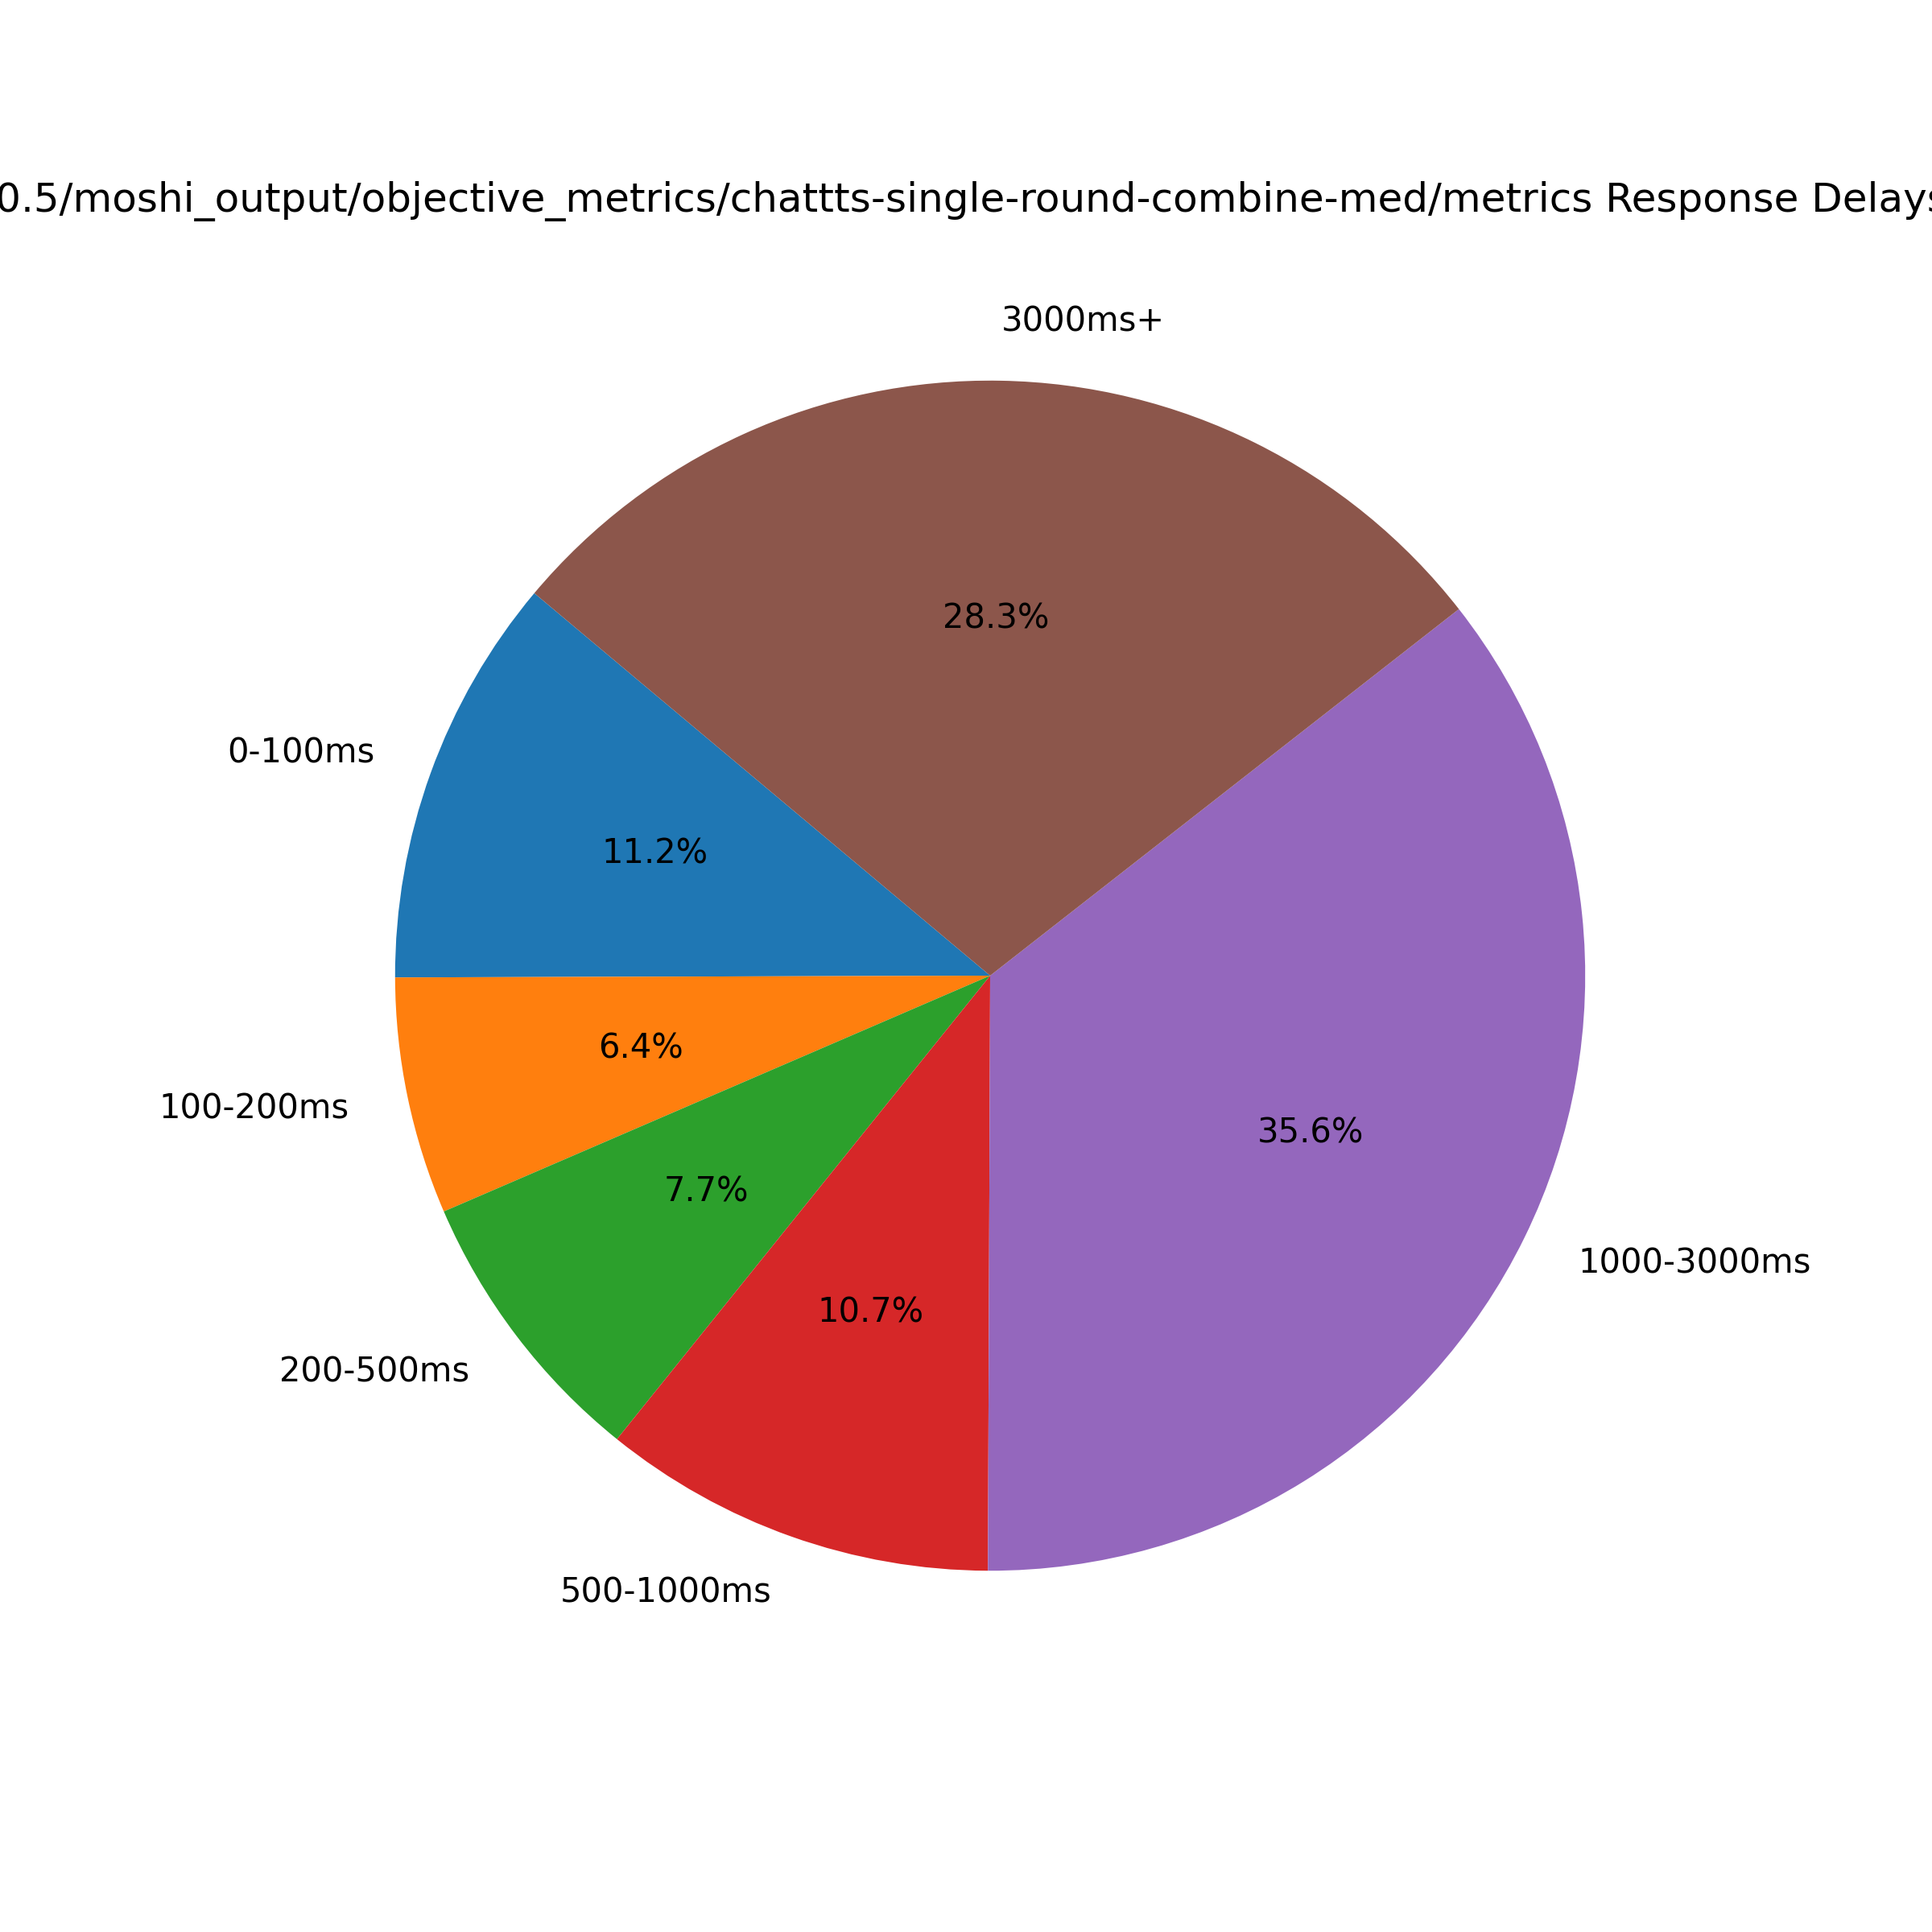 0.5/moshi_output/objective_metrics/chattts-single-round-combine-med/metrics Response Delays
3000ms+
28.3%
0-100ms
11.2%
6.4%
100-200ms
35.6%
7.7%
1000-3000ms
10.7%
200-500ms
500-1000ms